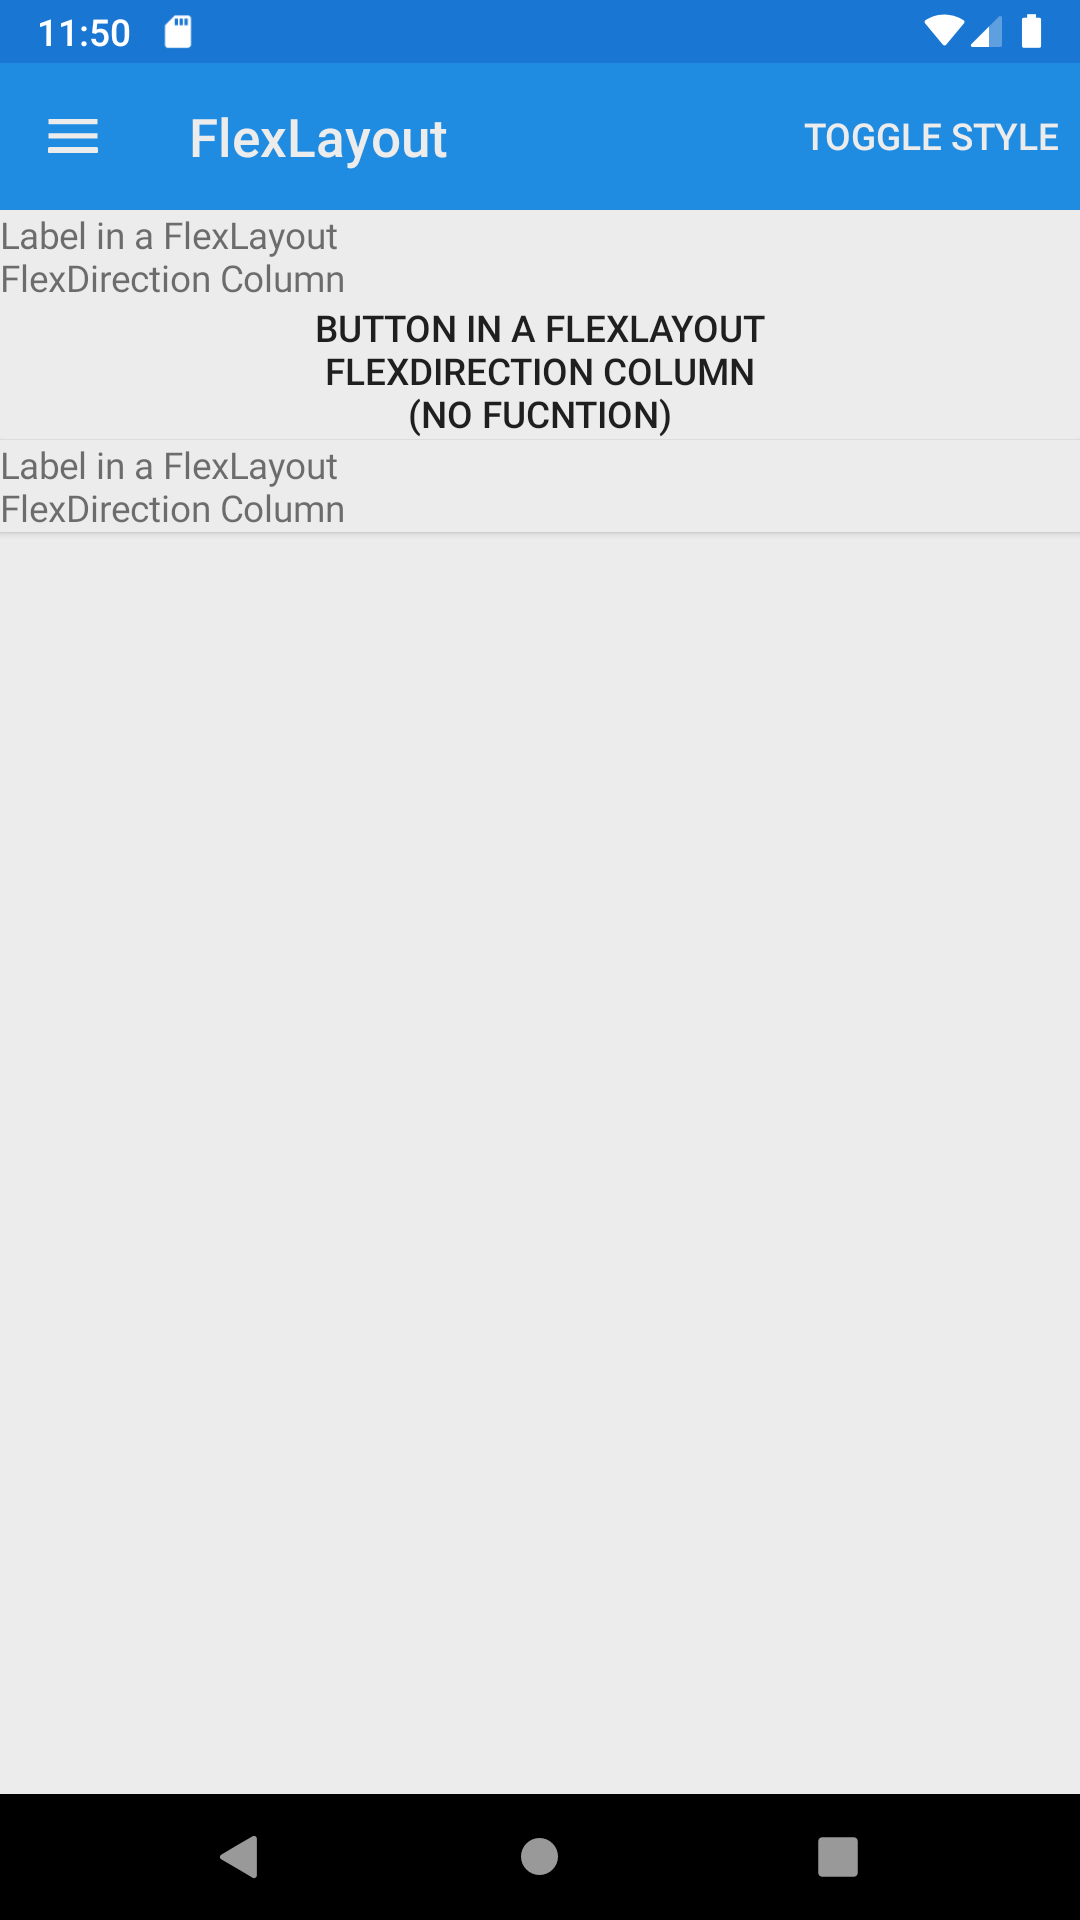 11:50
FlexLayout
TOGGLE STYLE
Label in a FlexLayout
FlexDirection Column
BUTTON IN A FLEXLAYOUT
FLEXDIRECTION COLUMN
(NO FUCNTION)
Label in a FlexLayout
FlexDirection Column